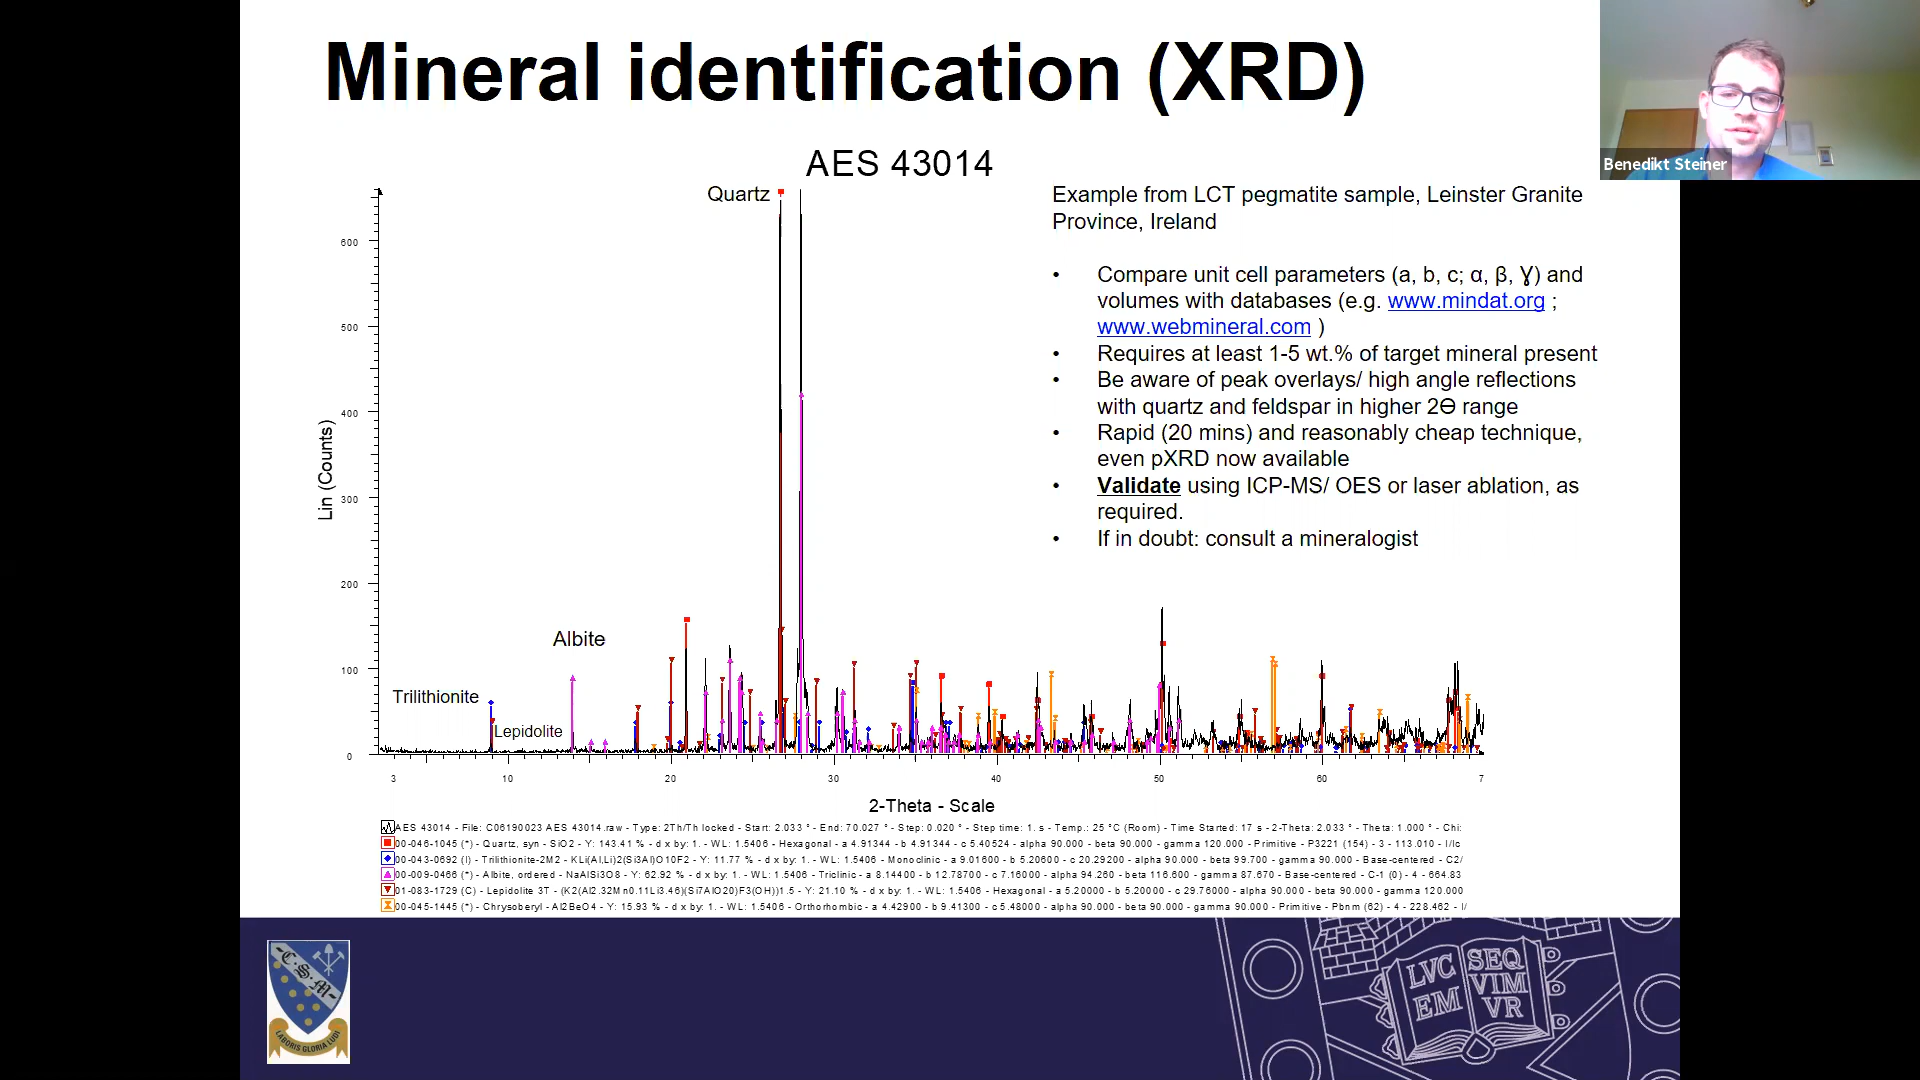 Mineral identification (XRD)
Benedikt Steiner
AES 43014
Quartz
Albite
Trilithionite
Lepidolite
Lin (Counts)
600
500
400
300
200
100
0
3
10
20
30
40
50
60
7
2-Theta - Scale
Example from LCT pegmatite sample, Leinster Granite
Province, Ireland
• Compare unit cell parameters (a, b, c; α, β, Ɣ) and
volumes with databases (e.g. www.mindat.org ;
www.webmineral.com )
• Requires at least 1-5 wt.% of target mineral present
• Be aware of peak overlays/ high angle reflections
with quartz and feldspar in higher 2Ө range
• Rapid (20 mins) and reasonably cheap technique,
even pXRD now available
• Validate using ICP-MS/ OES or laser ablation, as
required.
• If in doubt: consult a mineralogist
AES 43014 - File: C06190023 AES 43014.raw - Type: 2Th/Th locked - Start: 2.033 ° - End: 70.027 ° - Step: 0.020 ° - Step time: 1. s - Temp.: 25 °C (Room) - Time Started: 17 s - 2-Theta: 2.033 ° - Theta: 1.000 ° - Chi:
00-046-1045 (*) - Quartz, syn - SiO2 - Y: 143.41 % - d x by: 1. - WL: 1.5406 - Hexagonal - a 4.91344 - b 4.91344 - c 5.40524 - alpha 90.000 - beta 90.000 - gamma 120.000 - Primitive - P3221 (154) - 3 - 113.010 - I/Ic
00-043-0692 (I) - Trilithionite-2M2 - KLi(Al,Li)2(Si3Al)O10F2 - Y: 11.77 % - d x by: 1. - WL: 1.5406 - Monoclinic - a 9.01600 - b 5.20600 - c 20.29200 - alpha 90.000 - beta 99.700 - gamma 90.000 - Base-centered - C2/
00-009-0466 (*) - Albite, ordered - NaAlSi3O8 - Y: 62.92 % - d x by: 1. - WL: 1.5406 - Triclinic - a 8.14400 - b 12.78700 - c 7.16000 - alpha 94.260 - beta 116.600 - gamma 87.670 - Base-centered - C-1 (0) - 4 - 664.83
01-083-1729 (C) - Lepidolite 3T - (K2(Al2.32Mn0.11Li3.46)(Si7AlO20)F3(OH))1.5 - Y: 21.10 % - d x by: 1. - WL: 1.5406 - Hexagonal - a 5.20000 - b 5.20000 - c 29.76000 - alpha 90.000 - beta 90.000 - gamma 120.000
00-045-1445 (*) - Chrysoberyl - Al2BeO4 - Y: 15.93 % - d x by: 1. - WL: 1.5406 - Orthorhombic - a 4.42900 - b 9.41300 - c 5.48000 - alpha 90.000 - beta 90.000 - gamma 90.000 - Primitive - Pbnm (62) - 4 - 228.462 - I/
C. S. M.
LABORIS GLORIA LUDI
LVC SEQ
EM VIM
VR